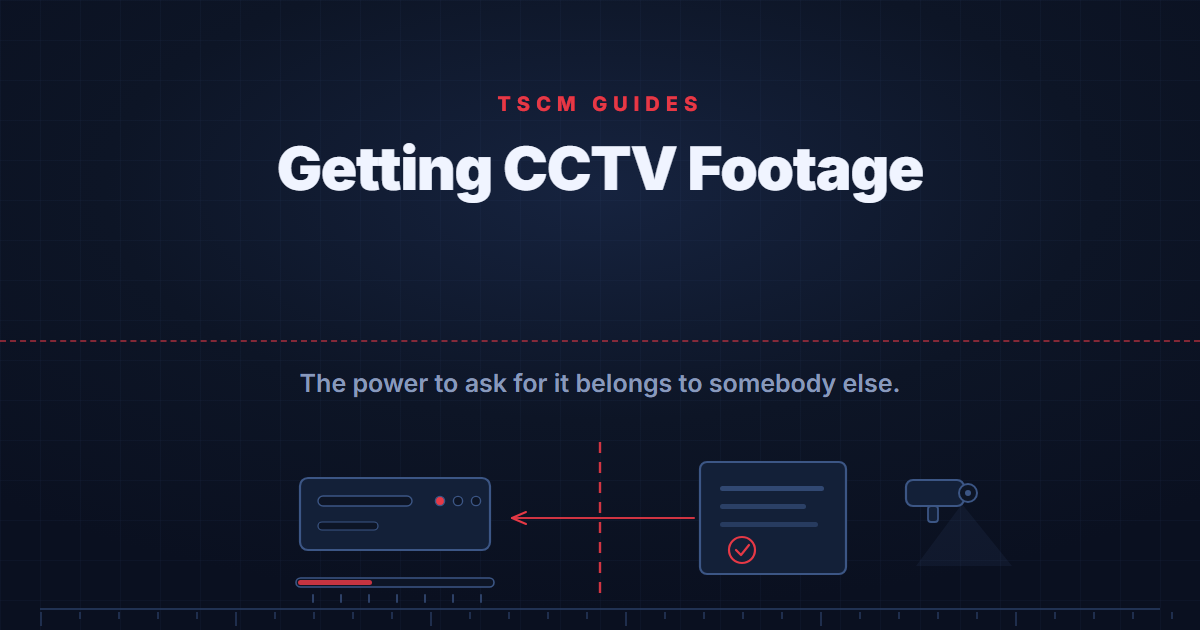 TSCM GUIDES
Getting CCTV Footage
The power to ask for it belongs to somebody else.